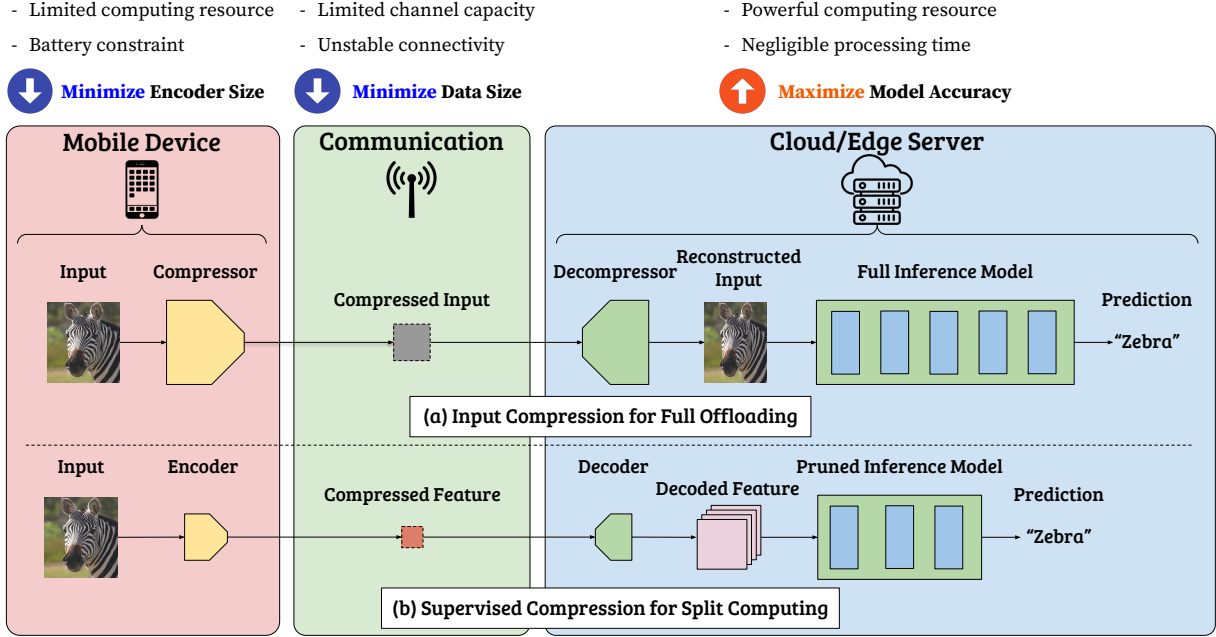 - Limited computing resource
- Battery constraint
Minimize Encoder Size
- Limited channel capacity
- Unstable connectivity
Minimize Data Size
- Powerful computing resource
- Negligible processing time
Maximize Model Accuracy
Mobile Device
Communication
Cloud/Edge Server
Input
Compressor
Compressed Input
Decompressor
Reconstructed
Input
Full Inference Model
Prediction
“Zebra”
(a) Input Compression for Full Offloading
Input
Encoder
Compressed Feature
Decoder
Decoded Feature
Pruned Inference Model
Prediction
“Zebra”
(b) Supervised Compression for Split Computing